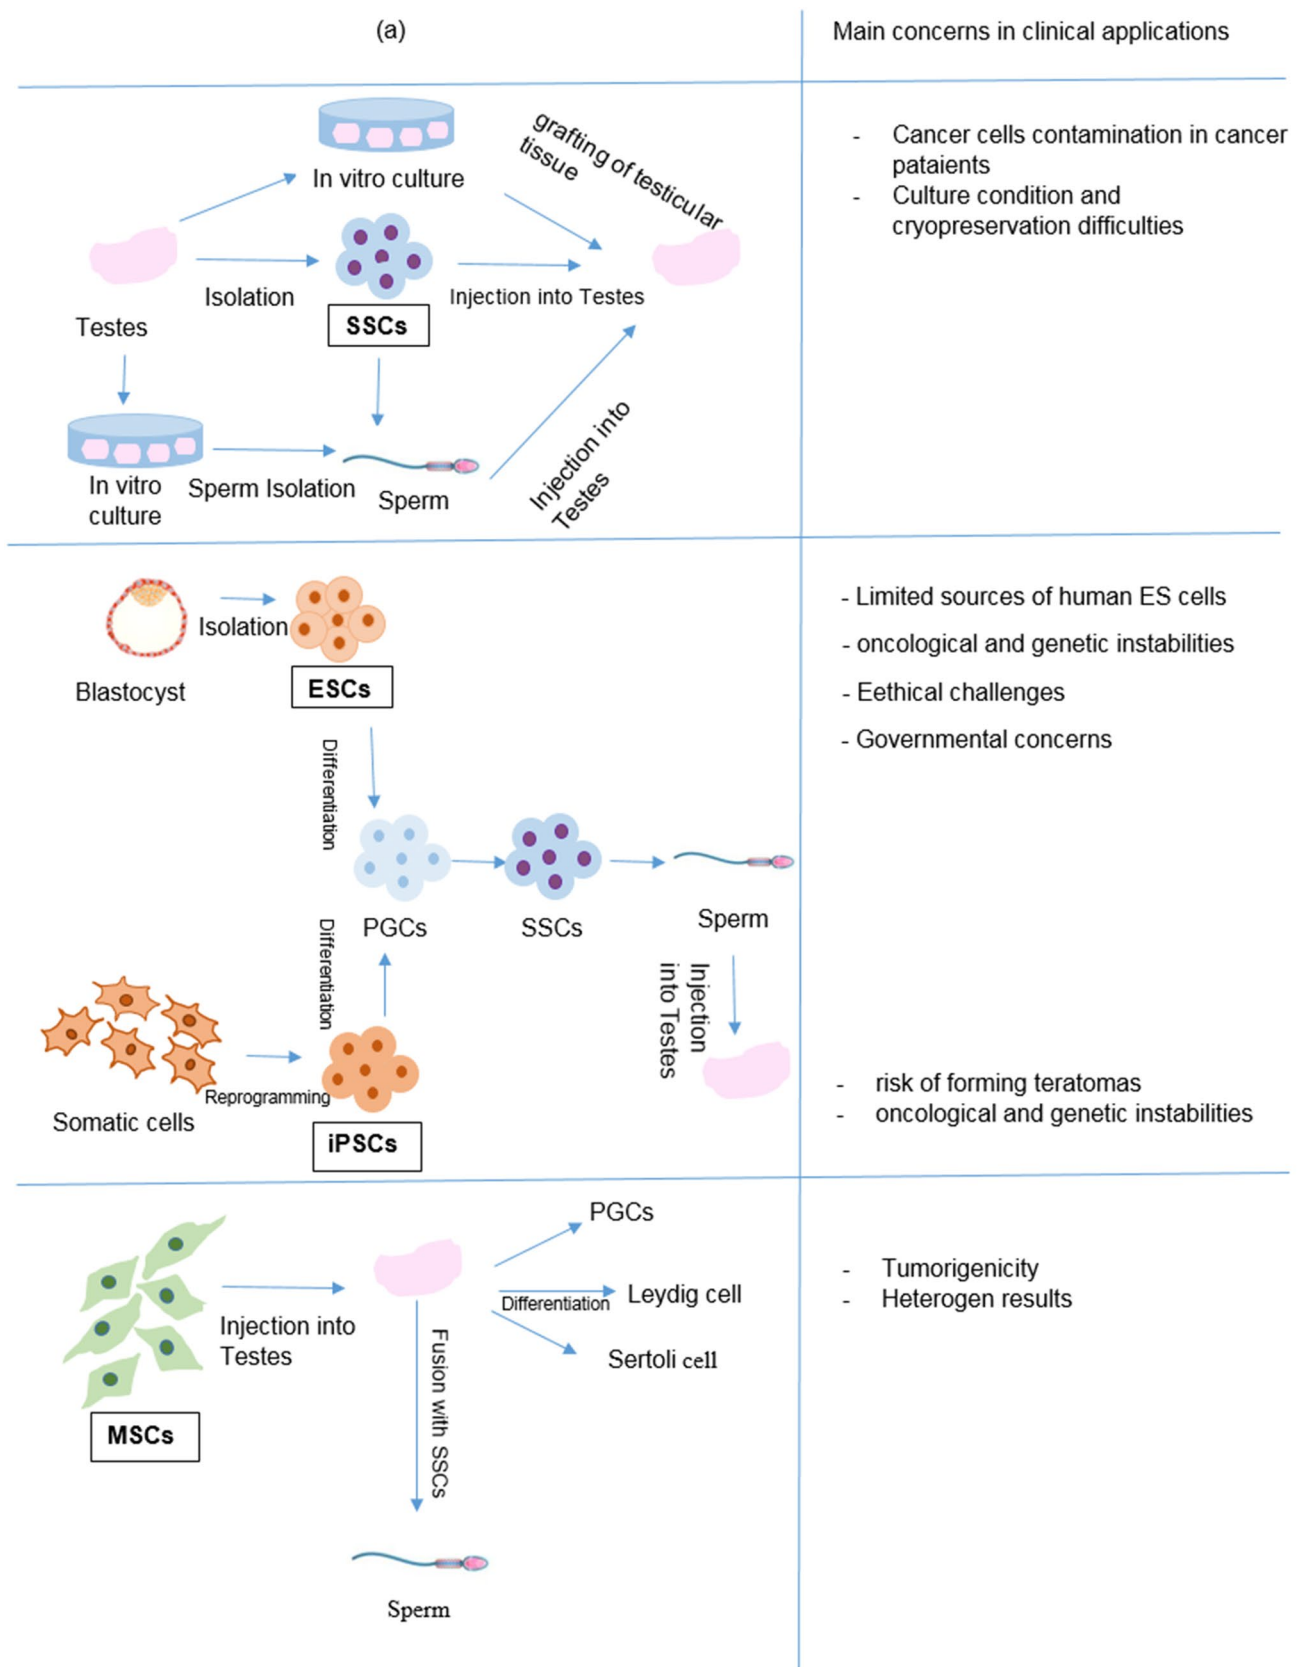 (a)
Main concerns in clinical applications
grafting of testicular
tissue
In vitro culture
- Cancer cells contamination in cancer
pataients
- Culture condition and
cryopreservation difficulties
Isolation
Injection into Testes
Testes
SSCs
In vitro
culture
Sperm Isolation
Sperm
Injection into
Testes
Isolation
Blastocyst
ESCs
- Limited sources of human ES cells
- oncological and genetic instabilities
- Eethical challenges
- Governmental concerns
Differentiation
PGCs
SSCs
Sperm
Differentiation
Injection
into Testes
Somatic cells
Reprogramming
iPSCs
- risk of forming teratomas
- oncological and genetic instabilities
PGCs
Differentiation
Leydig cell
Sertoli cell
Injection into
Testes
MSCs
Fusion with SSCs
Sperm
- Tumorigenicity
- Heterogen results